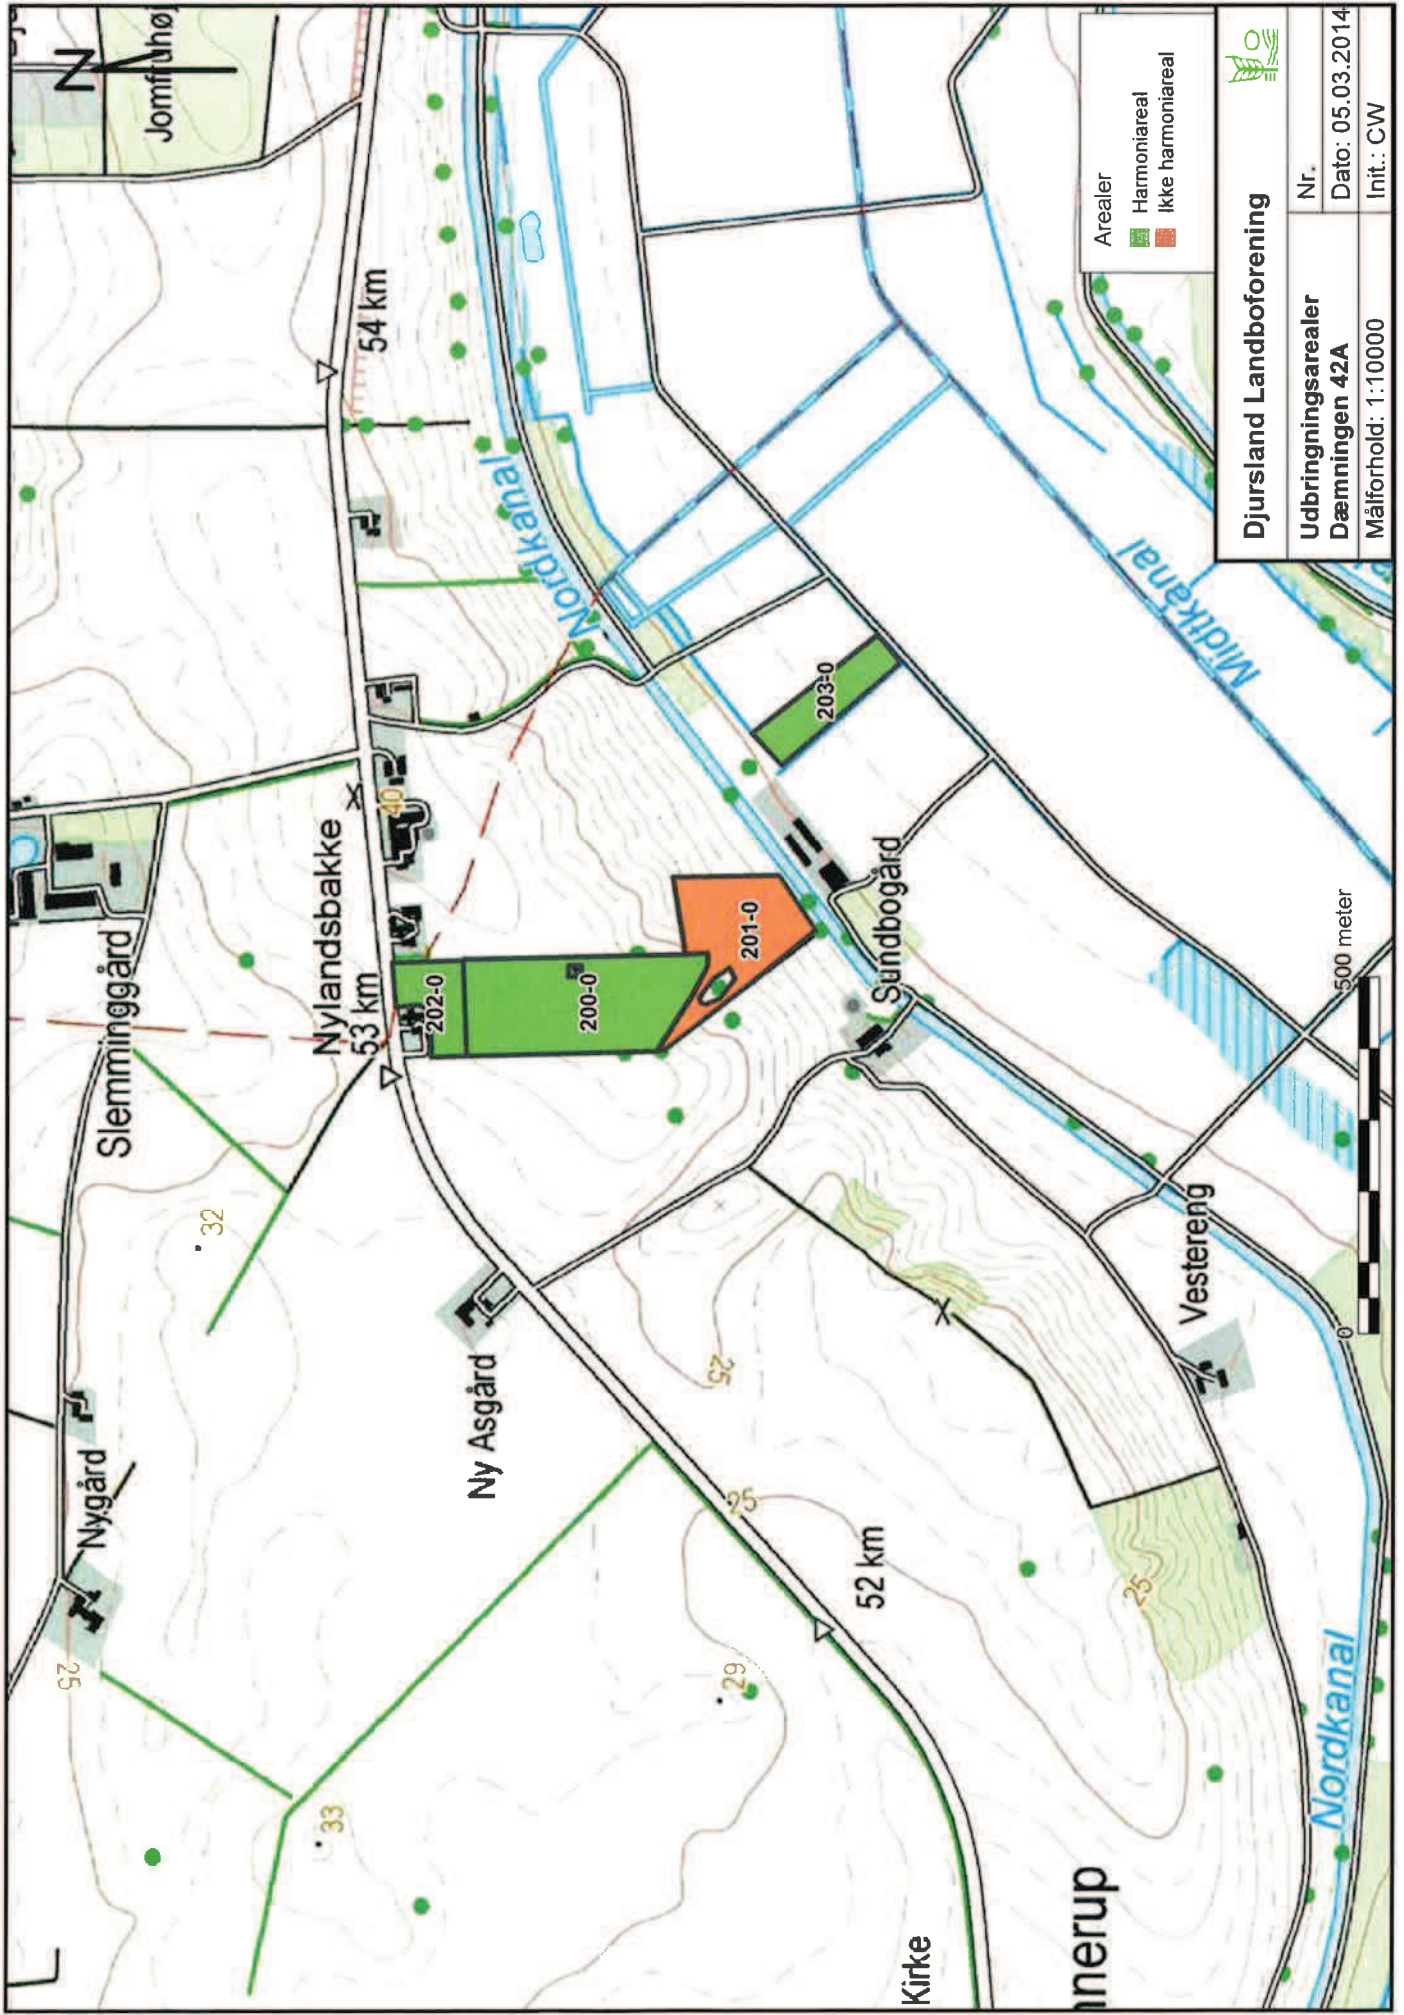 Jomfruhøj
N
Slemminggård
Nylandsbakke
53 km
54 km
40
Nygård
25
32
33
Ny Asgård
202-0
200-0
201-0
203-0
Nordkanal
Sundbogård
Midtkanal
25
25
29
52 km
25
Vestereng
Kirke
nnerup
Nordkanal
0
500 meter
Arealer
Harmoniareal
Ikke harmoniareal
Djursland Landboforening
Udbringningsarealer
Dæmningen 42A
Målforhold: 1:10000
Nr.
Dato: 05.03.2014
Init.: CW